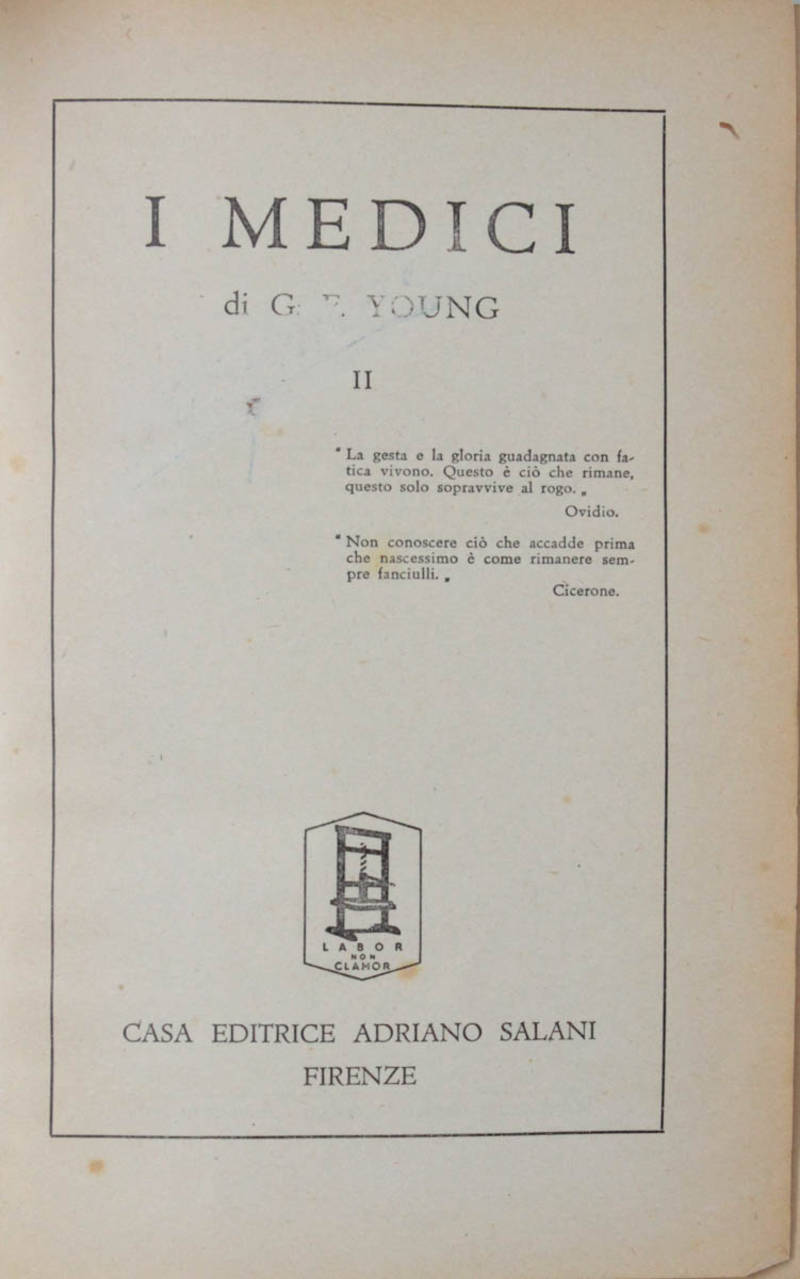 I MEDICI
di G. F. YOUNG
II
"La gesta e la gloria guadagnata con fa-
tica vivono. Questo è ciò che rimane,
questo solo sopravvive al rogo. „
Ovidio.
"Non conoscere ciò che accadde prima
che nascessimo è come rimanere sem-
pre fanciulli. „
Cicerone.
LABOR
NON
CLAMOR
CASA EDITRICE ADRIANO SALANI
FIRENZE